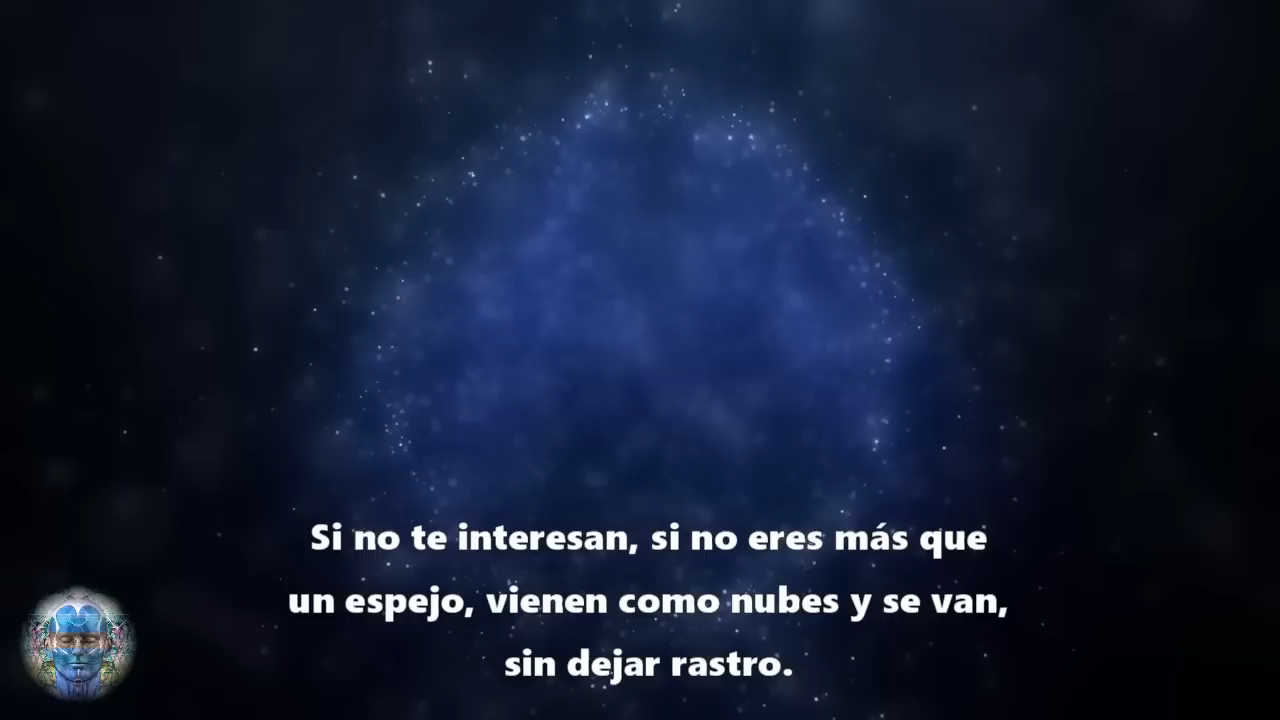 Si no te interesan, si no eres más que
un espejo, vienen como nubes y se van,
sin dejar rastro.